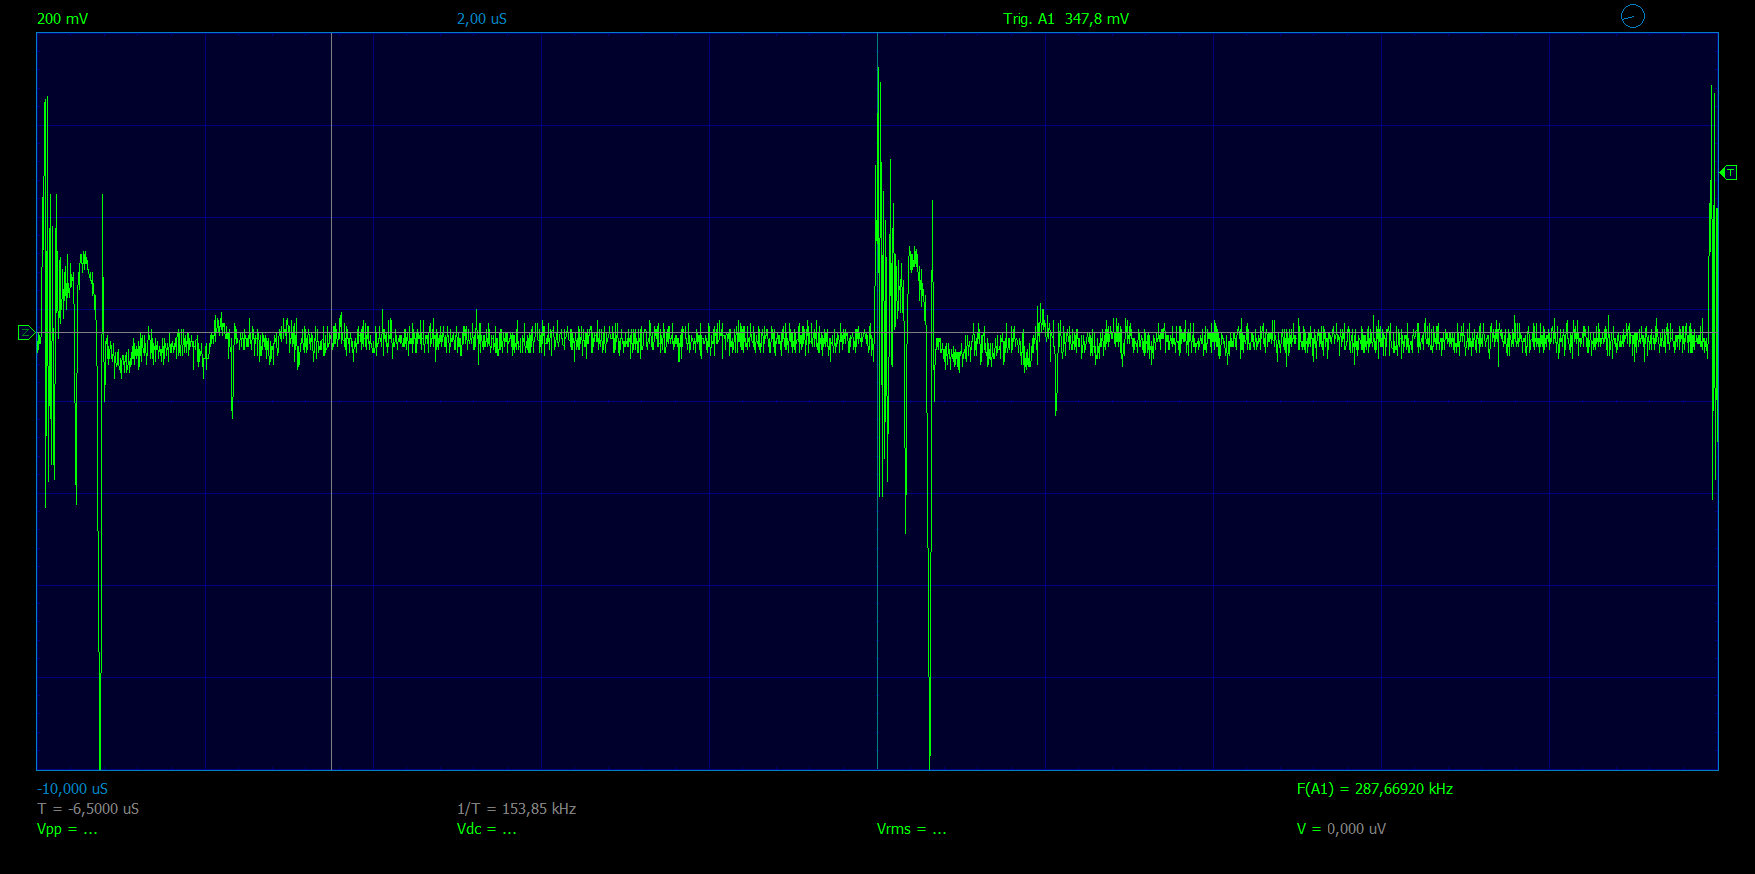 200 mV 2,00 uS Trig. A1 347,8 mV
T
Z
-10,000 uS F(A1) = 287,66920 kHz
T = -6,5000 uS 1/T = 153,85 kHz
Vpp = ... Vdc = ... Vrms = ... V = 0,000 uV